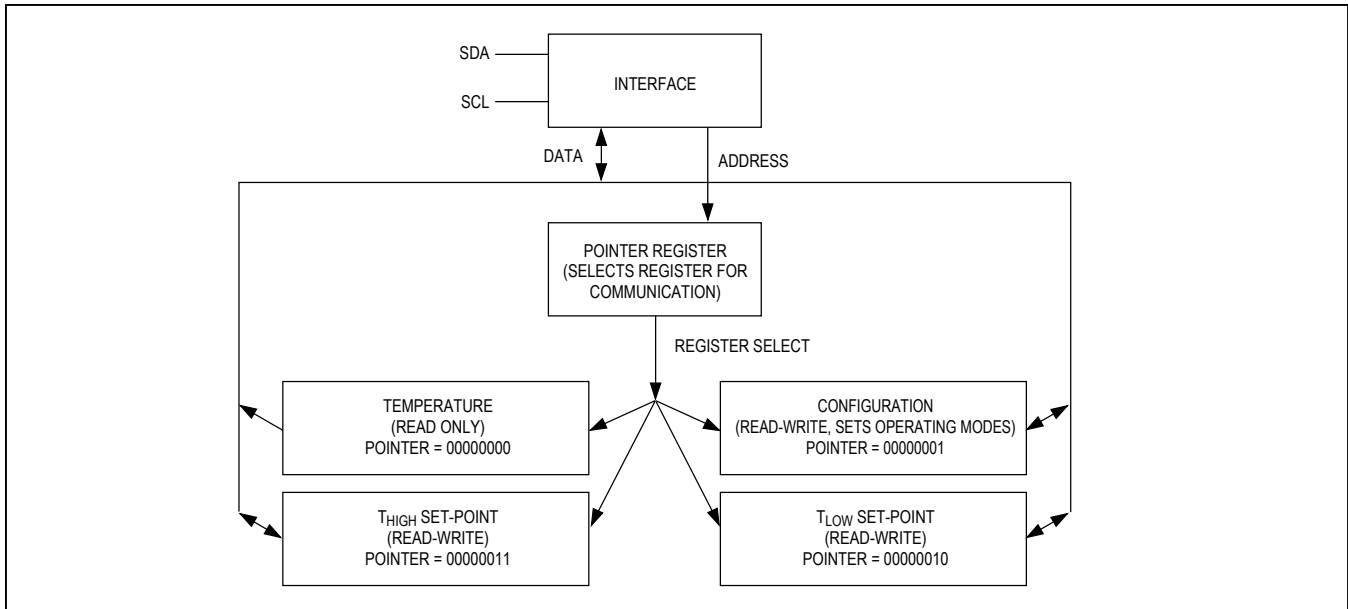 SDA
SCL
INTERFACE
DATA
ADDRESS
POINTER REGISTER
(SELECTS REGISTER FOR
COMMUNICATION)
REGISTER SELECT
TEMPERATURE
(READ ONLY)
POINTER = 00000000
CONFIGURATION
(READ-WRITE, SETS OPERATING MODES)
POINTER = 00000001
THIGH SET-POINT
(READ-WRITE)
POINTER = 00000011
TLOW SET-POINT
(READ-WRITE)
POINTER = 00000010